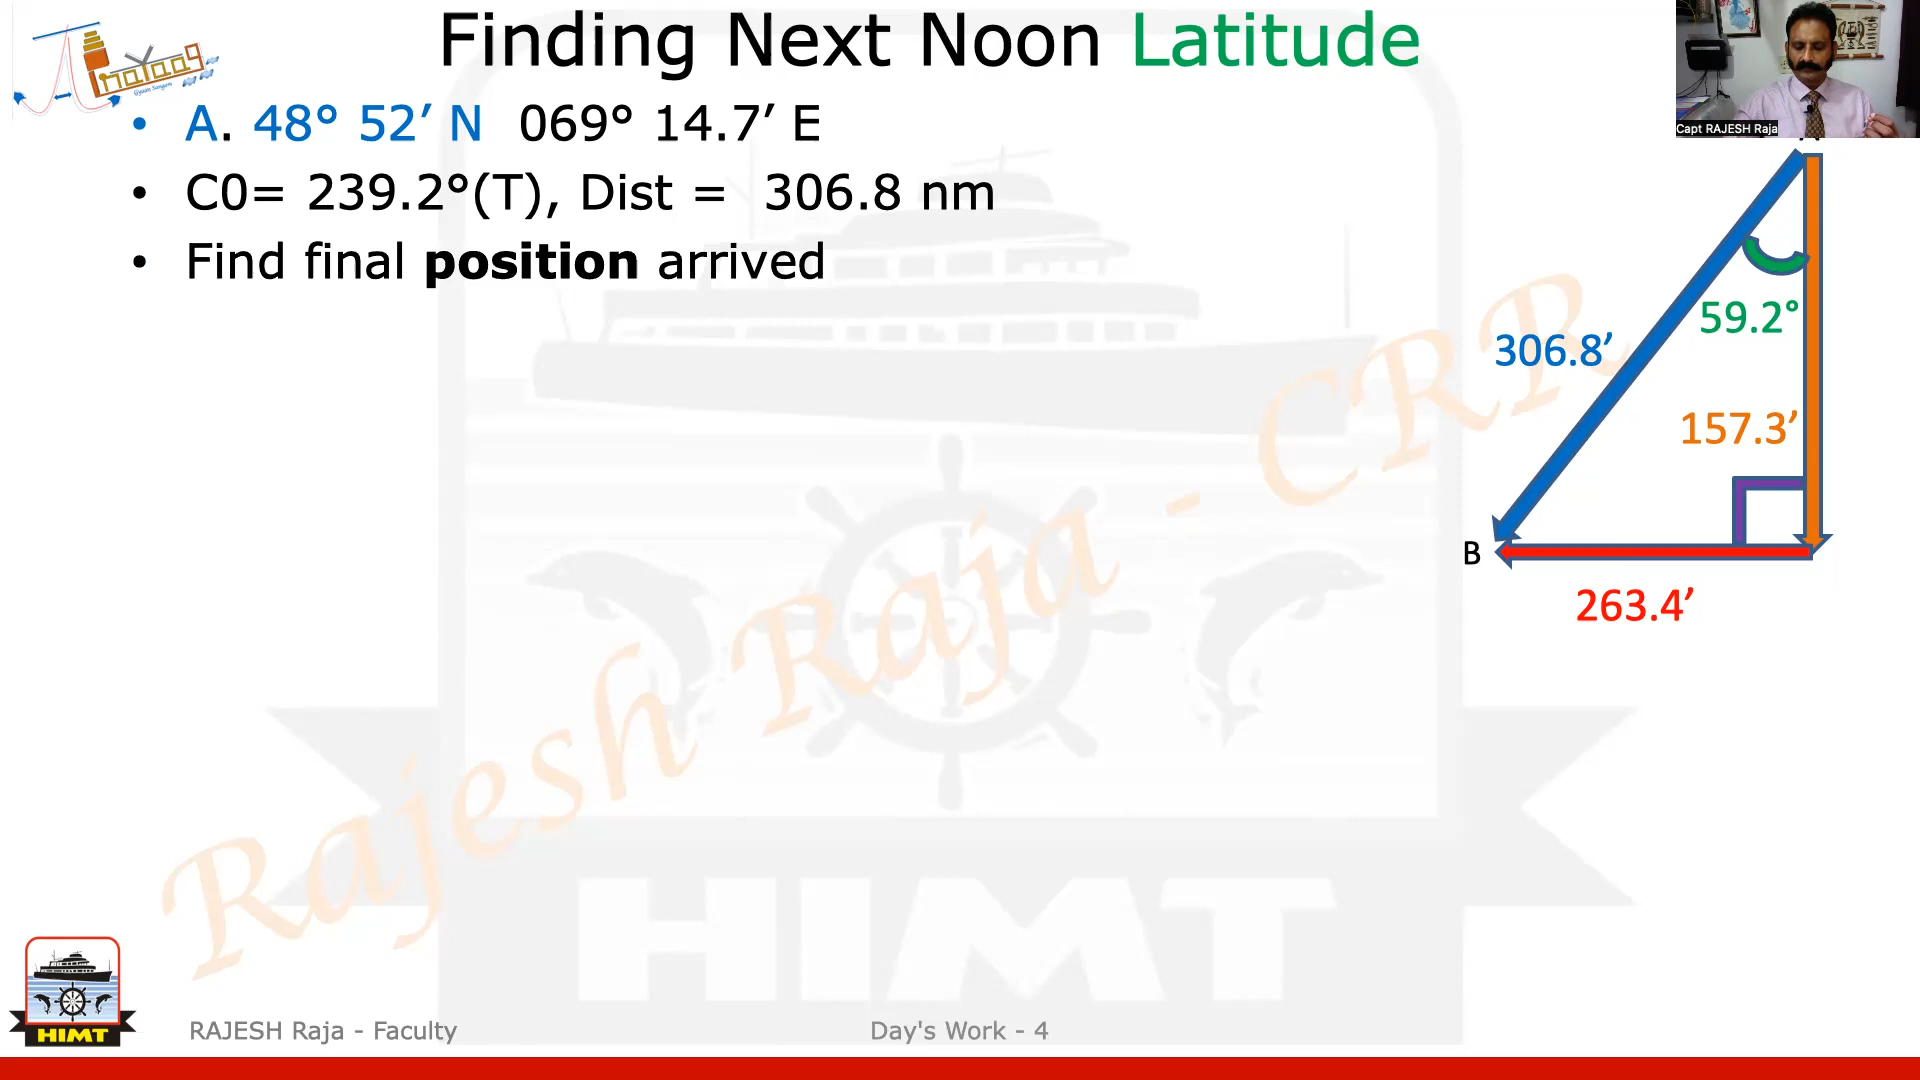 Finding Next Noon Latitude
Capt RAJESH Raja
• A. 48° 52’ N 069° 14.7’ E
• C0= 239.2°(T), Dist = 306.8 nm
• Find final position arrived
59.2°
306.8’
157.3’
B
263.4’
Rajesh Raja - CRR
HIMT
HIMT
RAJESH Raja - Faculty
Day's Work - 4